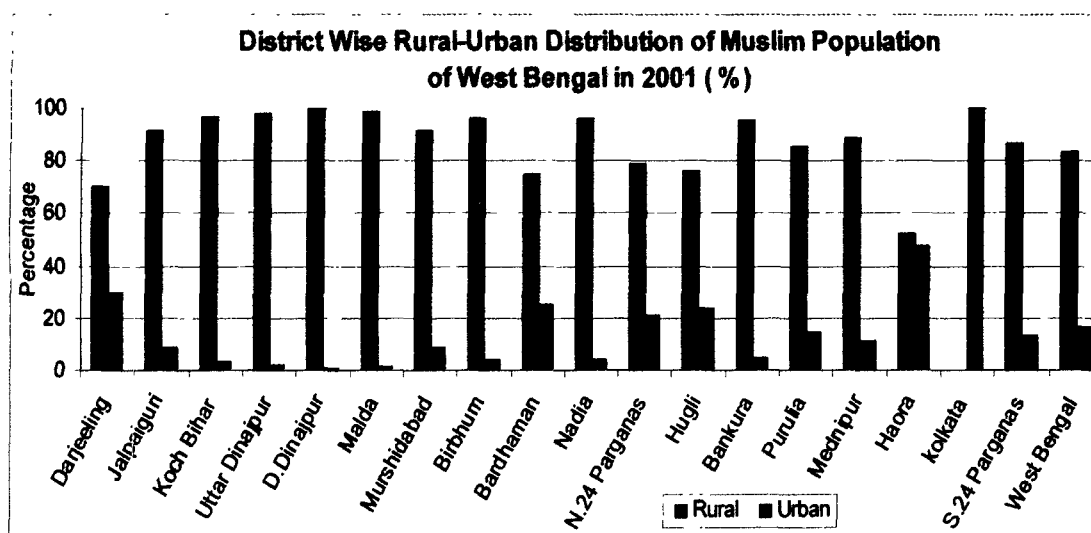 District Wise Rural-Urban Distribution of Muslim Population
of West Bengal in 2001 ( %)
Percentage
100
80
60
40
20
0
Darjeeling
Jalpaiguri
Koch Bihar
Uttar Dinajpur
D.Dinajpur
Malda
Murshidabad
Birbhum
Bardhaman
Nadia
N.24 Parganas
Hugli
Bankura
Purulia
Mednipur
Haora
kolkata
S.24 Parganas
West Bengal
Rural Urban